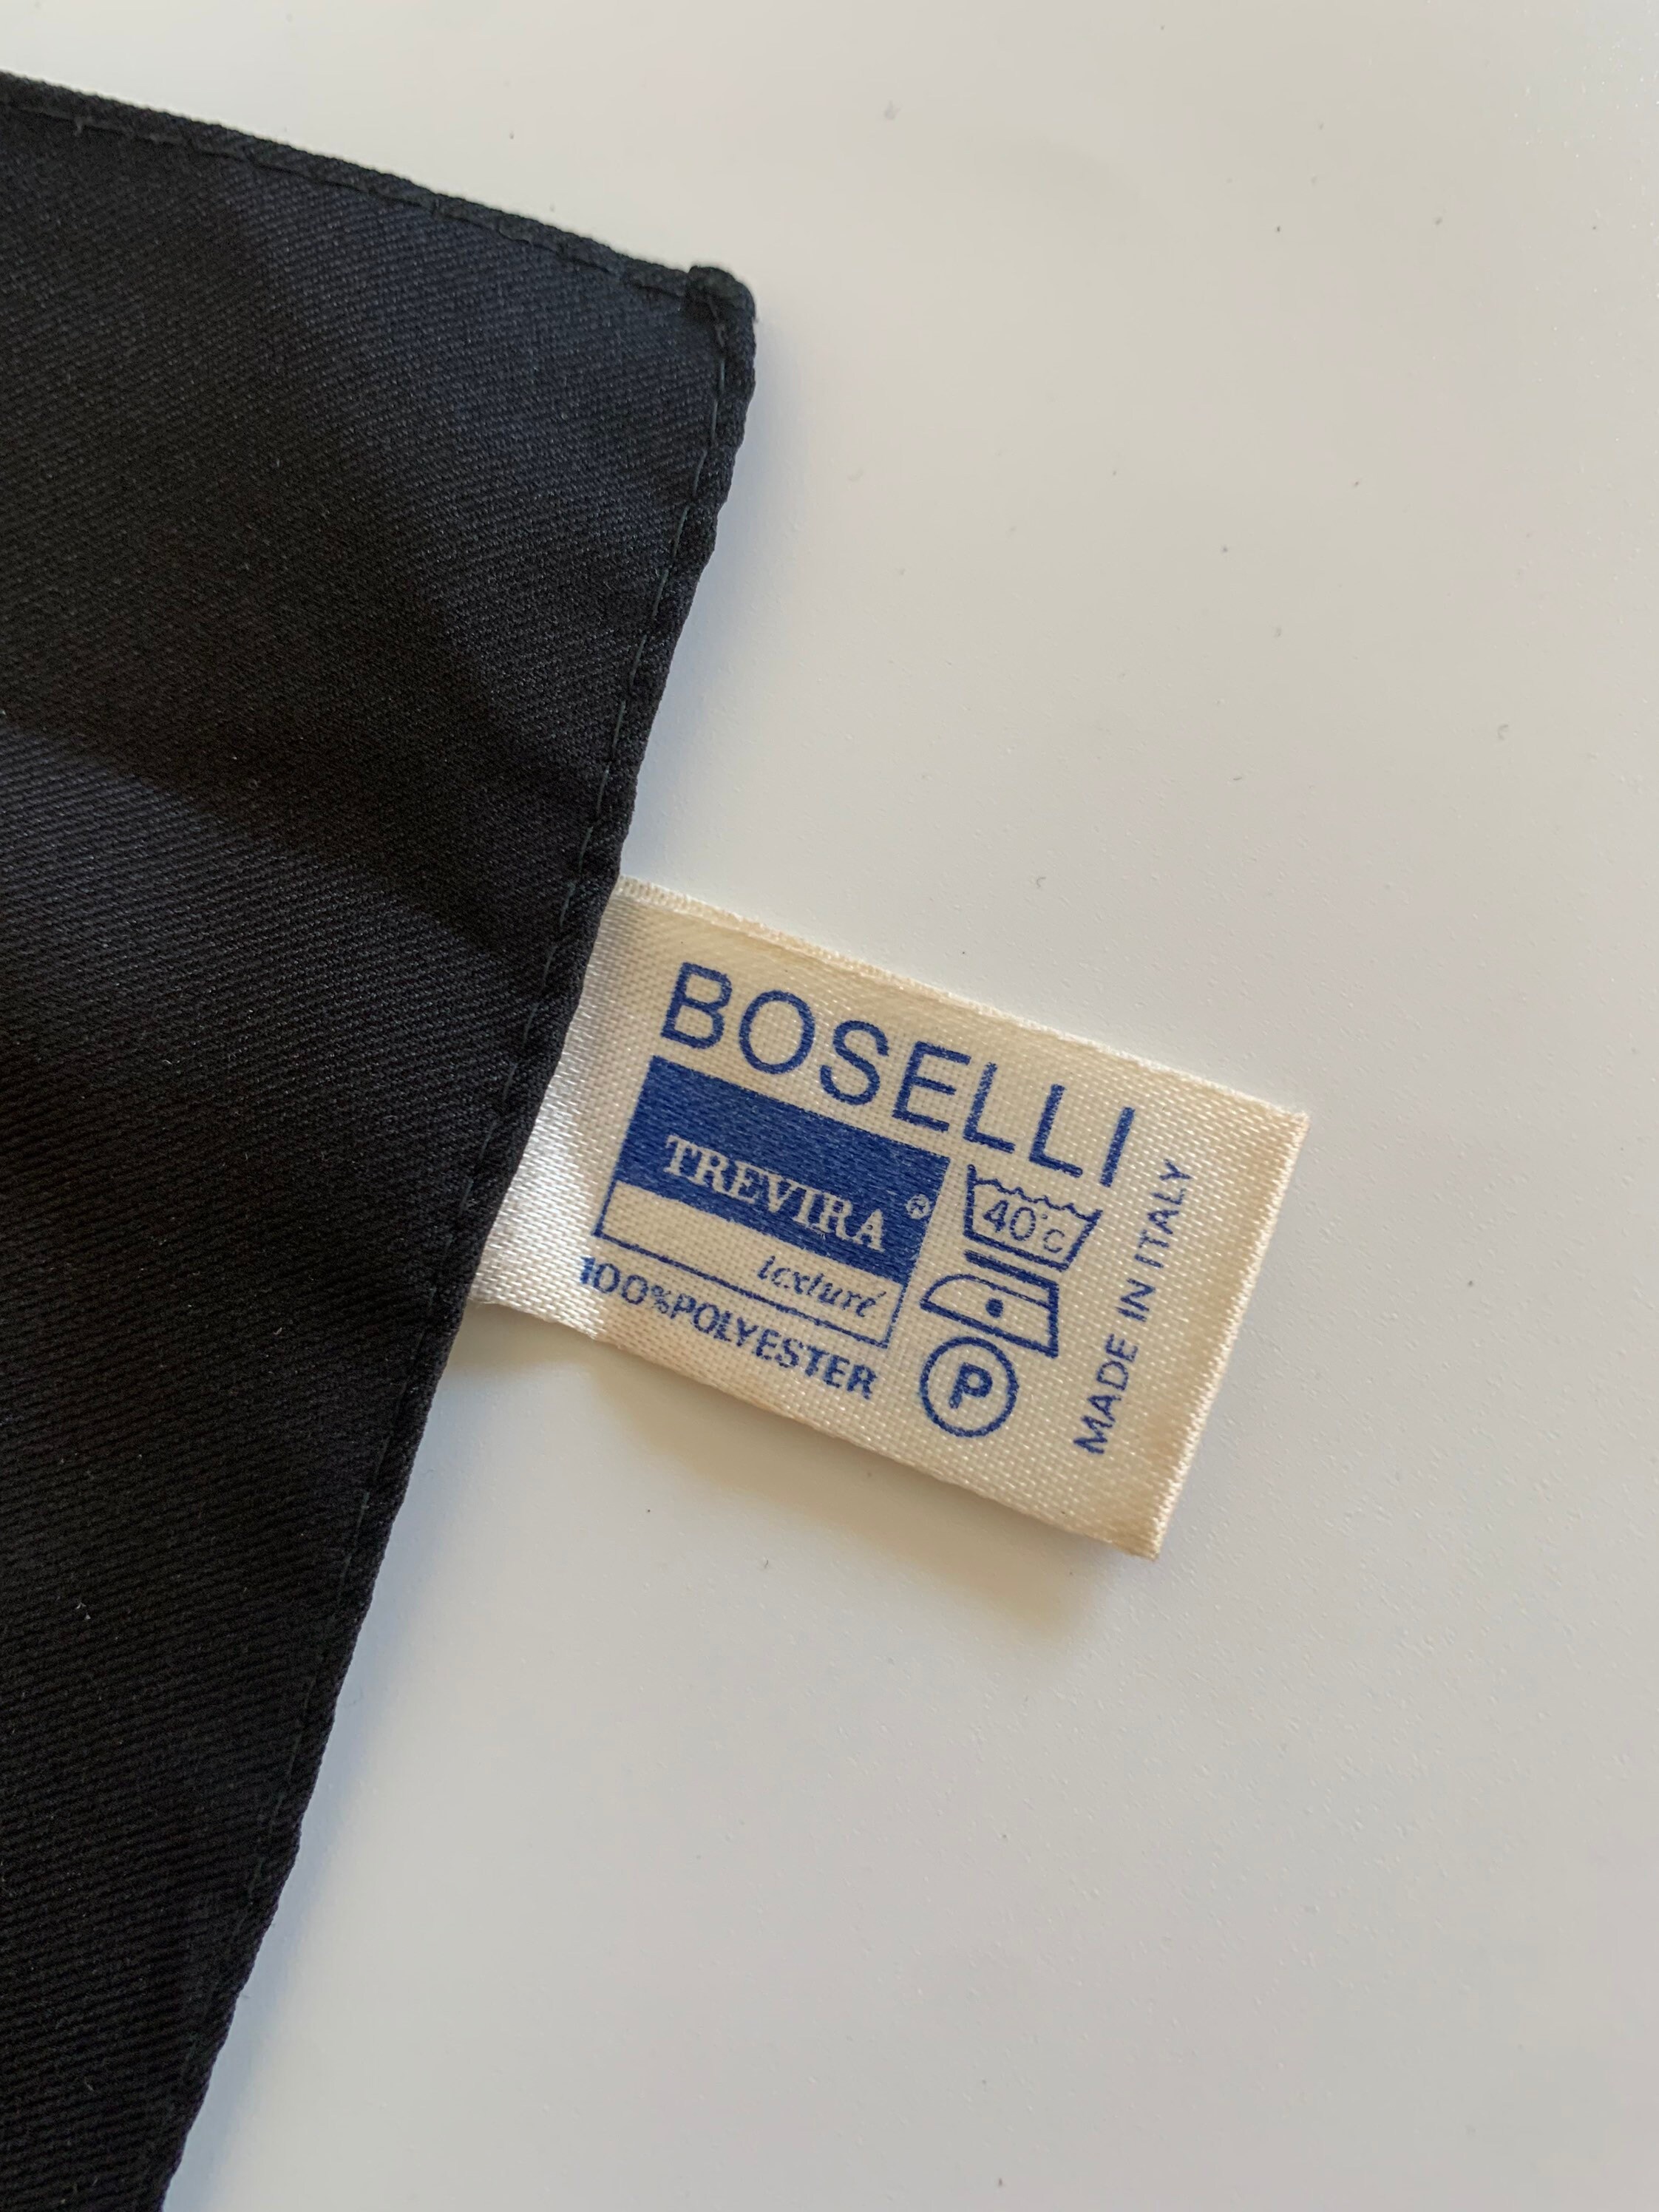 BOSELLI
TREVIRA®
texturé
100%POLYESTER
40°C
P
MADE IN ITALY